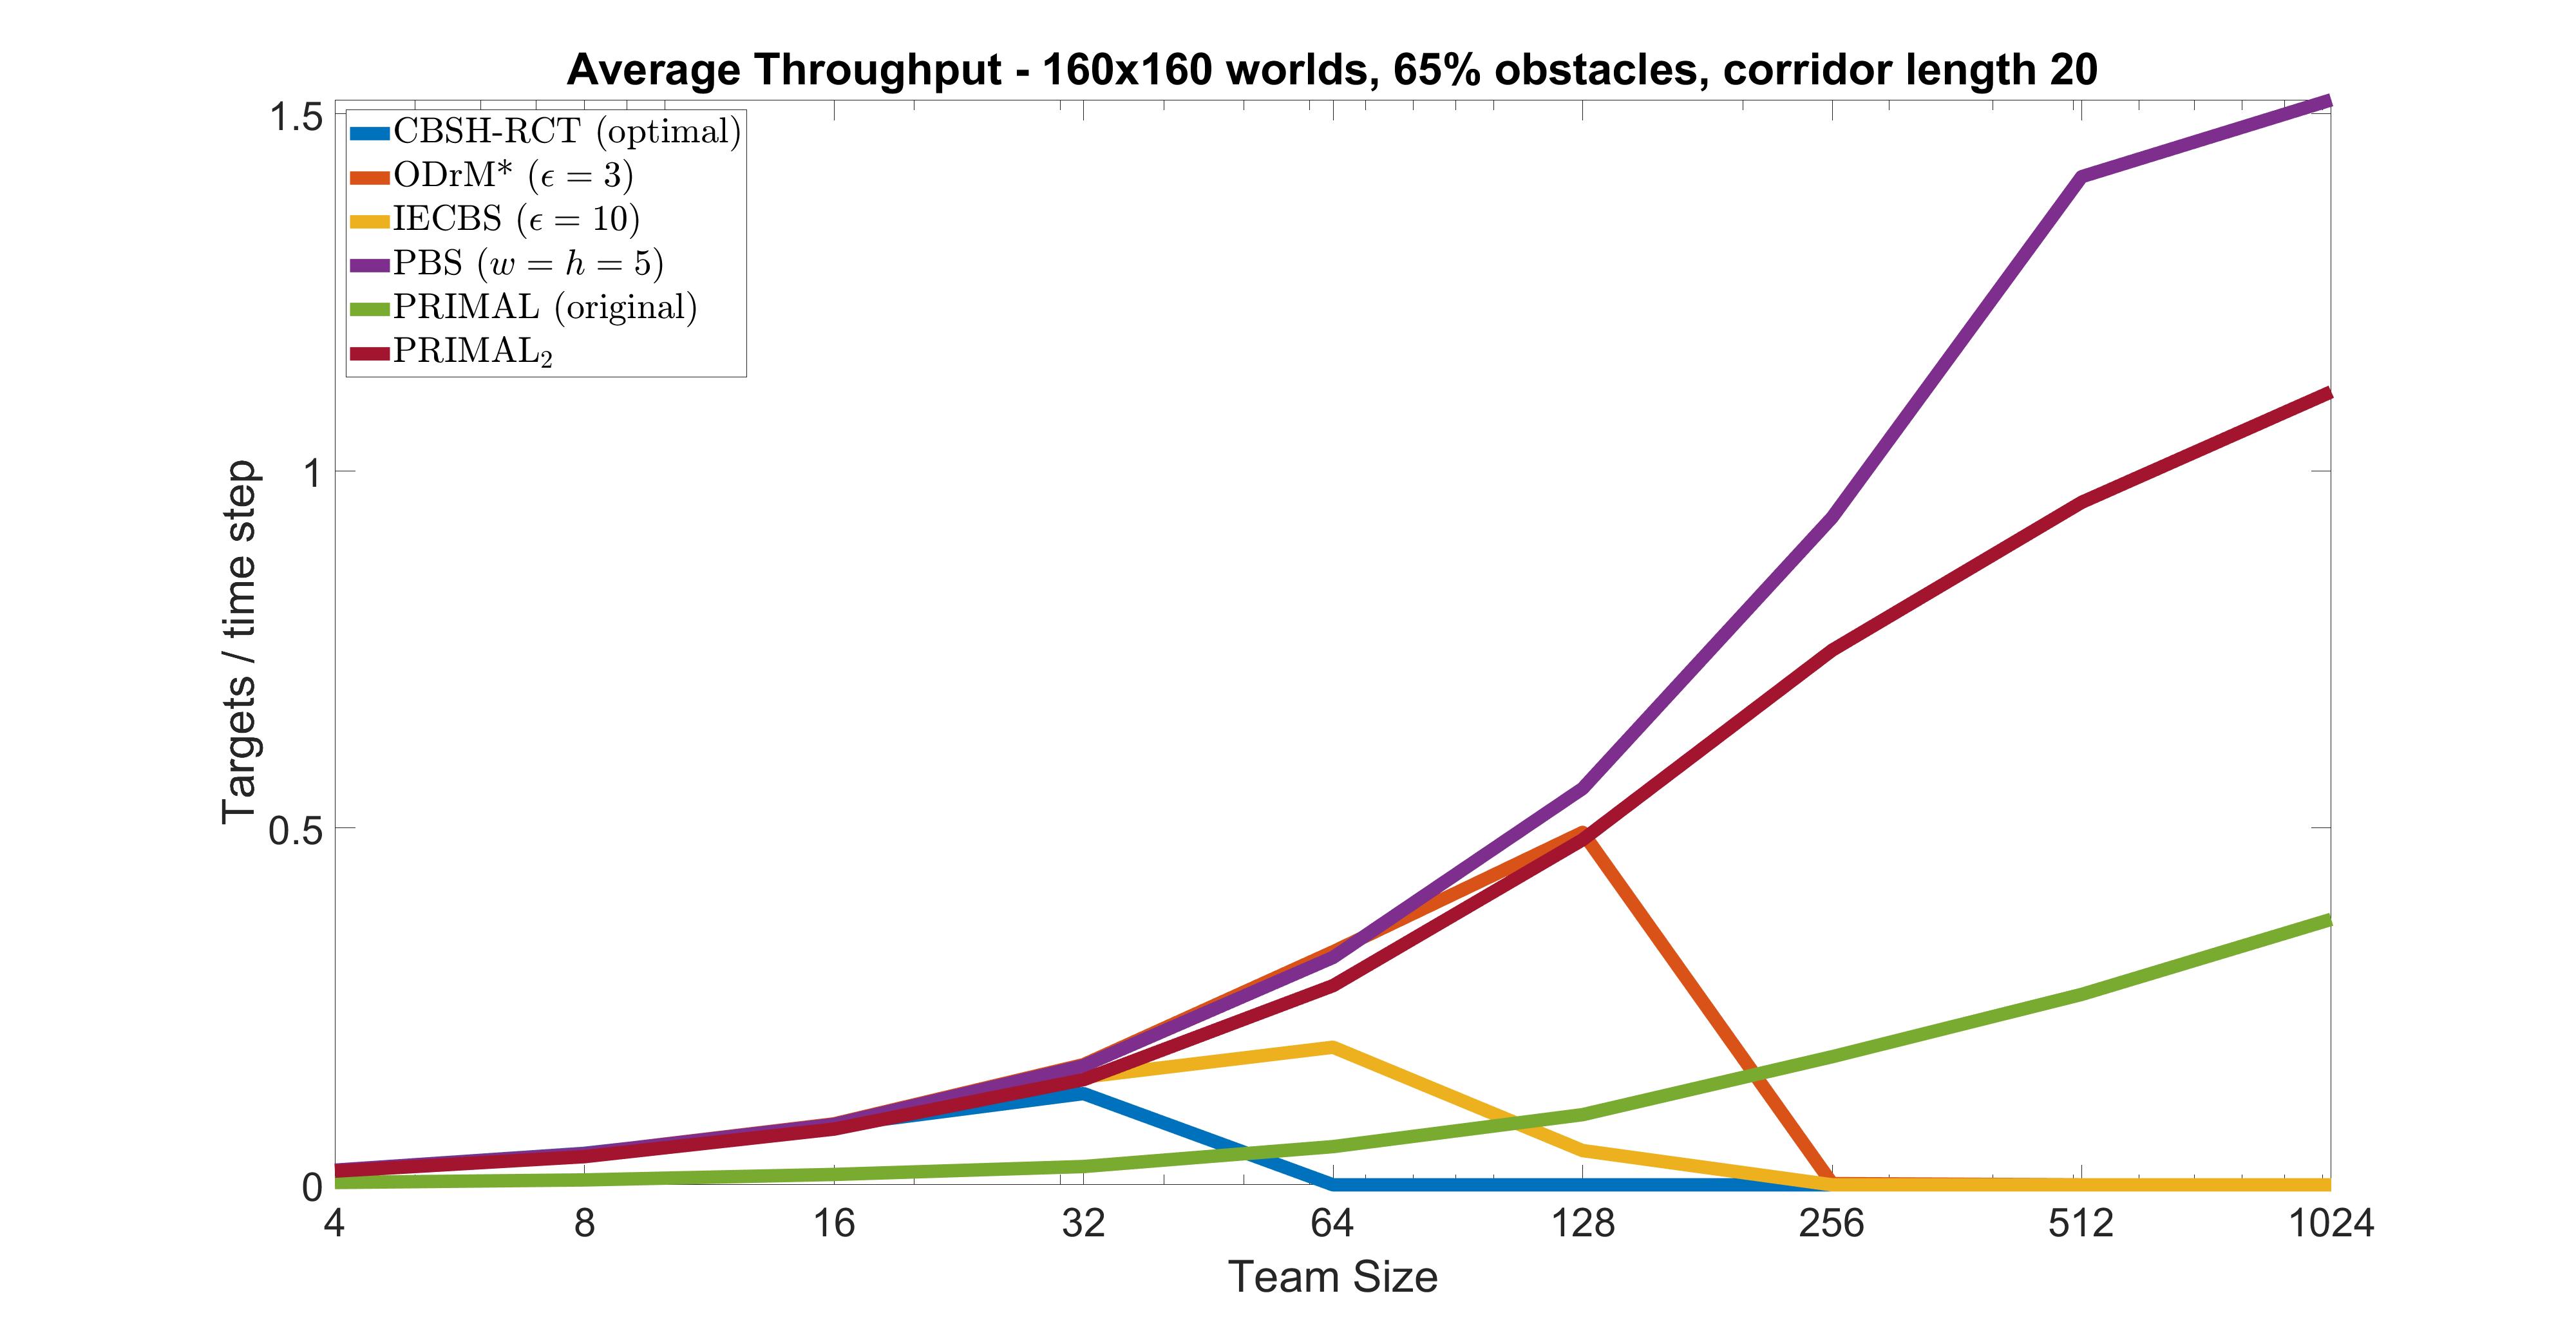 Average Throughput - 160x160 worlds, 65% obstacles, corridor length 20
CBSH-RCT (optimal)
ODrM* (ϵ = 3)
IECBS (ϵ = 10)
PBS (w = h = 5)
PRIMAL (original)
PRIMAL₂
Targets / time step
1.5
1
0.5
0
4 8 16 32 64 128 256 512 1024
Team Size